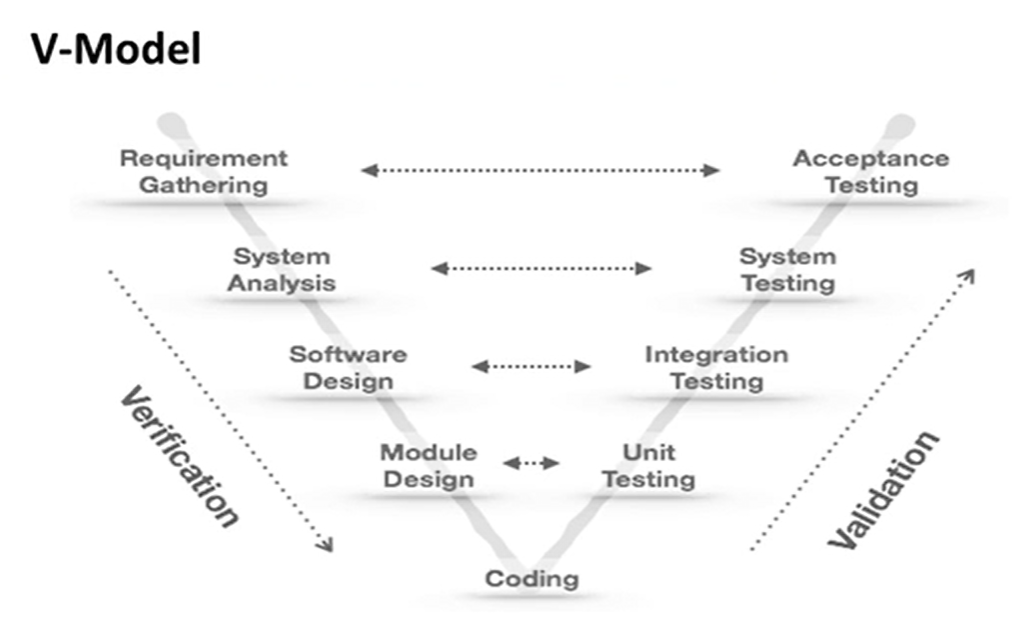 V-Model
Requirement
Gathering
Acceptance
Testing
System
Analysis
System
Testing
Software
Design
Integration
Testing
Module
Design
Unit
Testing
Verification
Validation
Coding